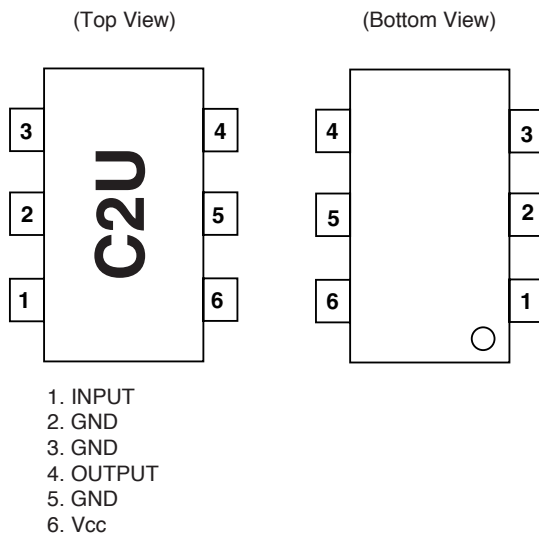 (Top View)
(Bottom View)
3
4
2
C2U
5
1
6
4
3
5
2
6
1
1. INPUT
2. GND
3. GND
4. OUTPUT
5. GND
6. Vcc